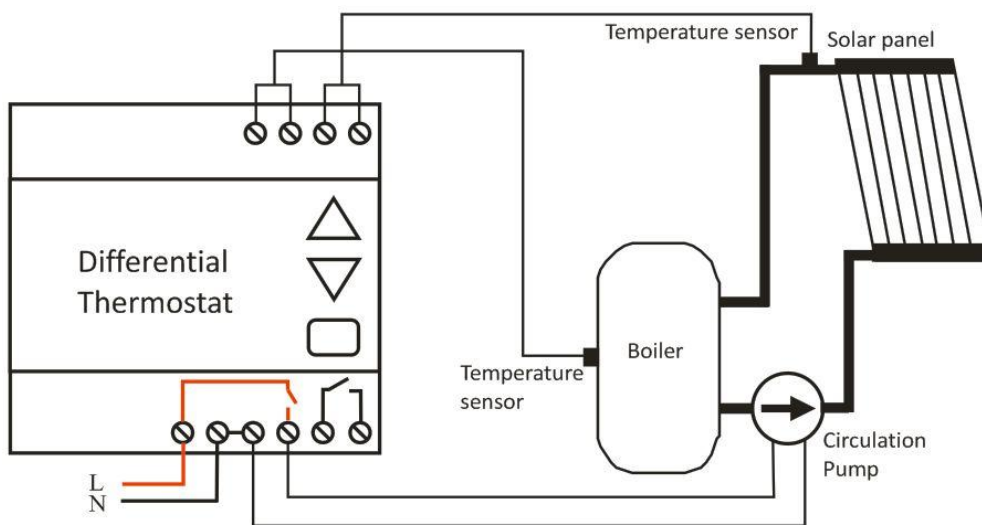 Temperature sensor
Solar panel
Differential
Thermostat
Boiler
Temperature
sensor
Circulation
Pump
L
N